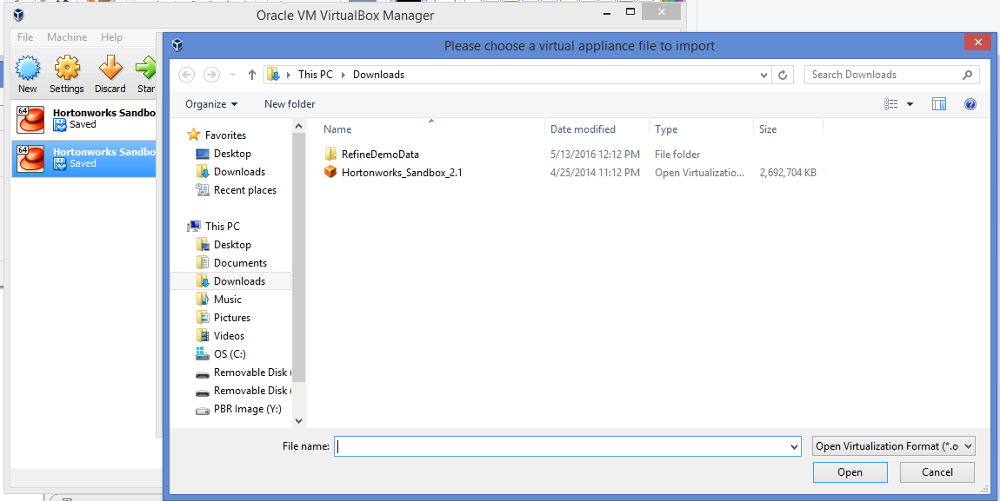 Oracle VM VirtualBox Manager
File Machine Help
New Settings Discard Star
64 Hortonworks Sandbo
Saved
64 Hortonworks Sandbo
Saved
Please choose a virtual appliance file to import
This PC Downloads
Search Downloads
Organize New folder
Favorites
Desktop
Downloads
Recent places
This PC
Desktop
Documents
Downloads
Music
Pictures
Videos
OS (C:)
Removable Disk (
Removable Disk (
PBR Image (Y:)
Name Date modified Type Size
RefineDemoData 5/13/2016 12:12 PM File folder
Hortonworks_Sandbox_2.1 4/25/2014 11:12 PM Open Virtualizatio... 2,692,704 KB
File name:
Open Virtualization Format (*.o
Open Cancel